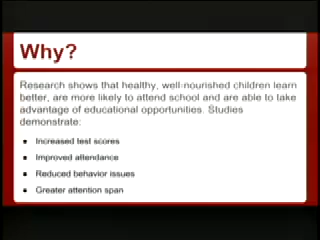 Why?
Research shows that healthy, well-nourished children learn
better, are more likely to attend school and are able to take
advantage of educational opportunities. Studies
demonstrate:
Increased test scores
Improved attendance
Reduced behavior issues
Greater attention span